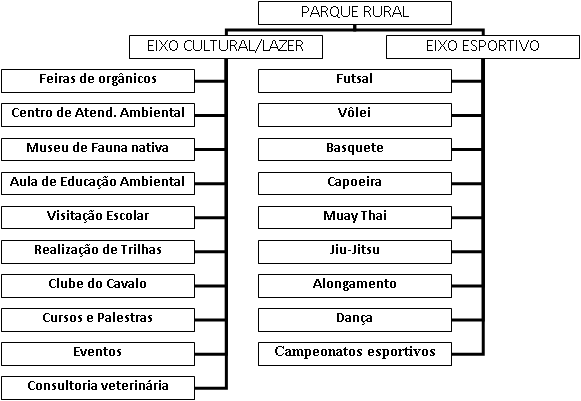 PARQUE RURAL
EIXO CULTURAL/LAZER
Feiras de orgânicos
Centro de Atend. Ambiental
Museu de Fauna nativa
Aula de Educação Ambiental
Visitação Escolar
Realização de Trilhas
Clube do Cavalo
Cursos e Palestras
Eventos
Consultoria veterinária
EIXO ESPORTIVO
Futsal
Vôlei
Basquete
Capoeira
Muay Thai
Jiu-Jitsu
Alongamento
Dança
Campeonatos esportivos